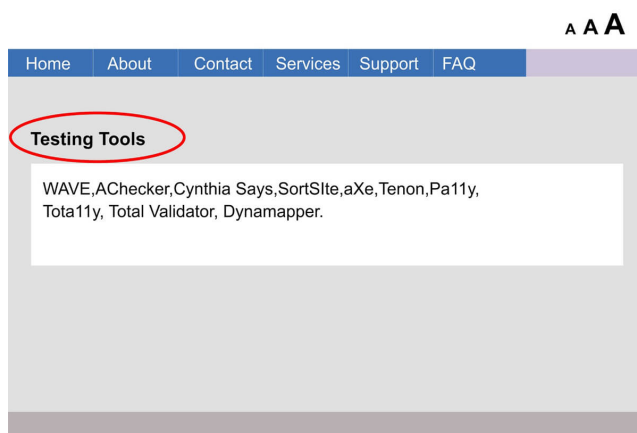 A A A
Home About Contact Services Support FAQ
Testing Tools
WAVE,AChecker,Cynthia Says,SortSIte,aXe,Tenon,Pa11y,
Tota11y, Total Validator, Dynamapper.